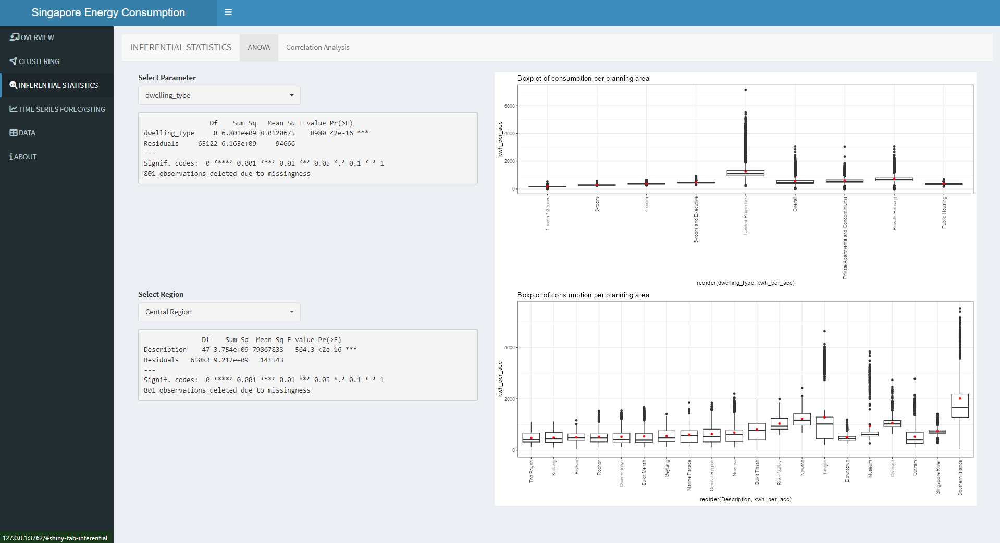 Singapore Energy Consumption
OVERVIEW
CLUSTERING
INFERENTIAL STATISTICS
TIME SERIES FORECASTING
DATA
ABOUT
INFERENTIAL STATISTICS ANOVA Correlation Analysis
Select Parameter
dwelling_type
Df Sum Sq Mean Sq F value Pr(>F)
dwelling_type 8 6.801e+09 850120675 8980 <2e-16 ***
Residuals 65122 6.165e+09 94666
---
Signif. codes: 0 ‘***’ 0.001 ‘**’ 0.01 ‘*’ 0.05 ‘.’ 0.1 ‘ ’ 1
801 observations deleted due to missingness
Boxplot of consumption per planning area
kwh_per_acc
6000
4000
2000
0
1-room / 2-room
3-room
4-room
5-room and Executive
Landed Properties
Overall
Private Apartments and Condominiums
Private Housing
Public Housing
reorder(dwelling_type, kwh_per_acc)
Select Region
Central Region
Df Sum Sq Mean Sq F value Pr(>F)
Description 47 3.754e+09 79867833 564.3 <2e-16 ***
Residuals 65083 9.212e+09 141543
---
Signif. codes: 0 ‘***’ 0.001 ‘**’ 0.01 ‘*’ 0.05 ‘.’ 0.1 ‘ ’ 1
801 observations deleted due to missingness
Boxplot of consumption per planning area
kwh_per_acc
4000
2000
0
Toa Payoh
Kallang
Bishan
Rochor
Queenstown
Bukit Merah
Geylang
Marine Parade
Central Region
Novena
Bukit Timah
River Valley
Newton
Tanglin
Downtown
Museum
Orchard
Outram
Singapore River
Southern Islands
reorder(Description, kwh_per_acc)
127.0.0.1:3762/#shiny-tab-inferential